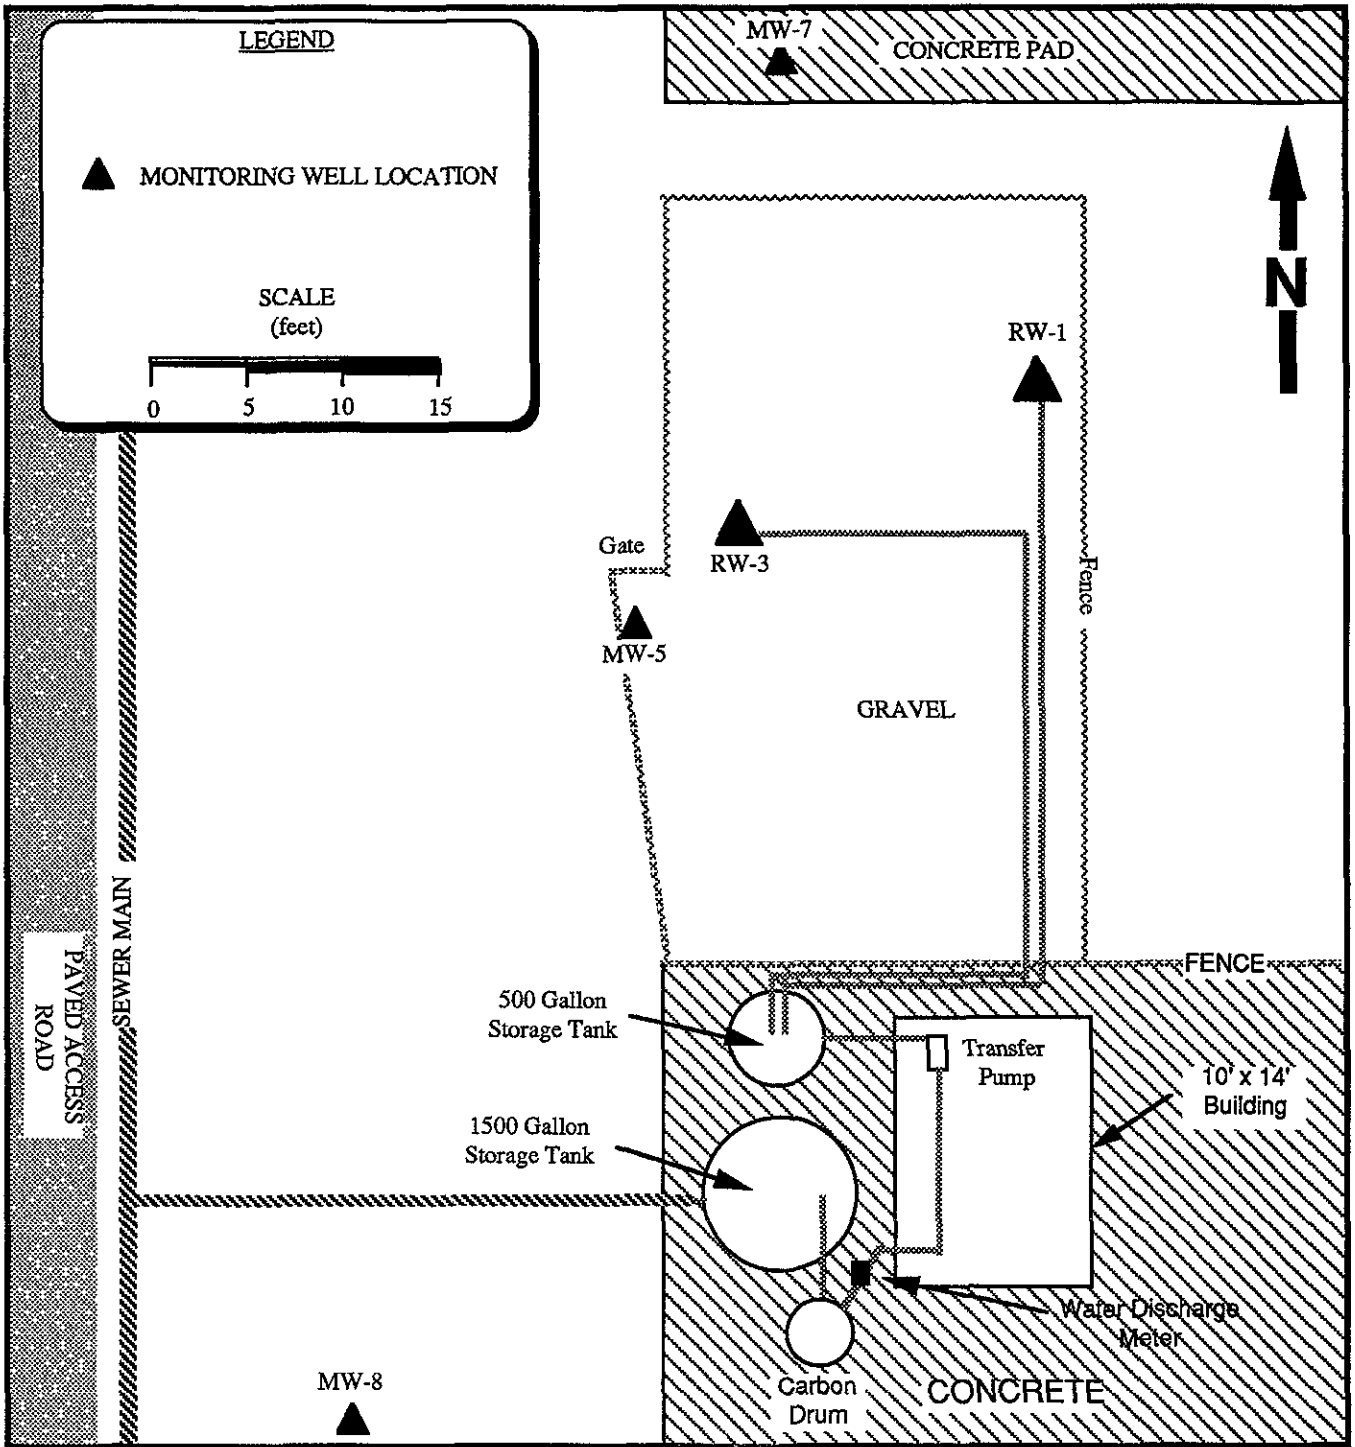 LEGEND
MONITORING WELL LOCATION
SCALE
(feet)
0 5 10 15
MW-7
CONCRETE PAD
N
RW-1
RW-3
Gate
MW-5
Fence
GRAVEL
SEWER MAIN
PAVED ACCESS
ROAD
FENCE
500 Gallon
Storage Tank
Transfer
Pump
10' x 14'
Building
1500 Gallon
Storage Tank
Water Discharge
Meter
Carbon
Drum
CONCRETE
MW-8